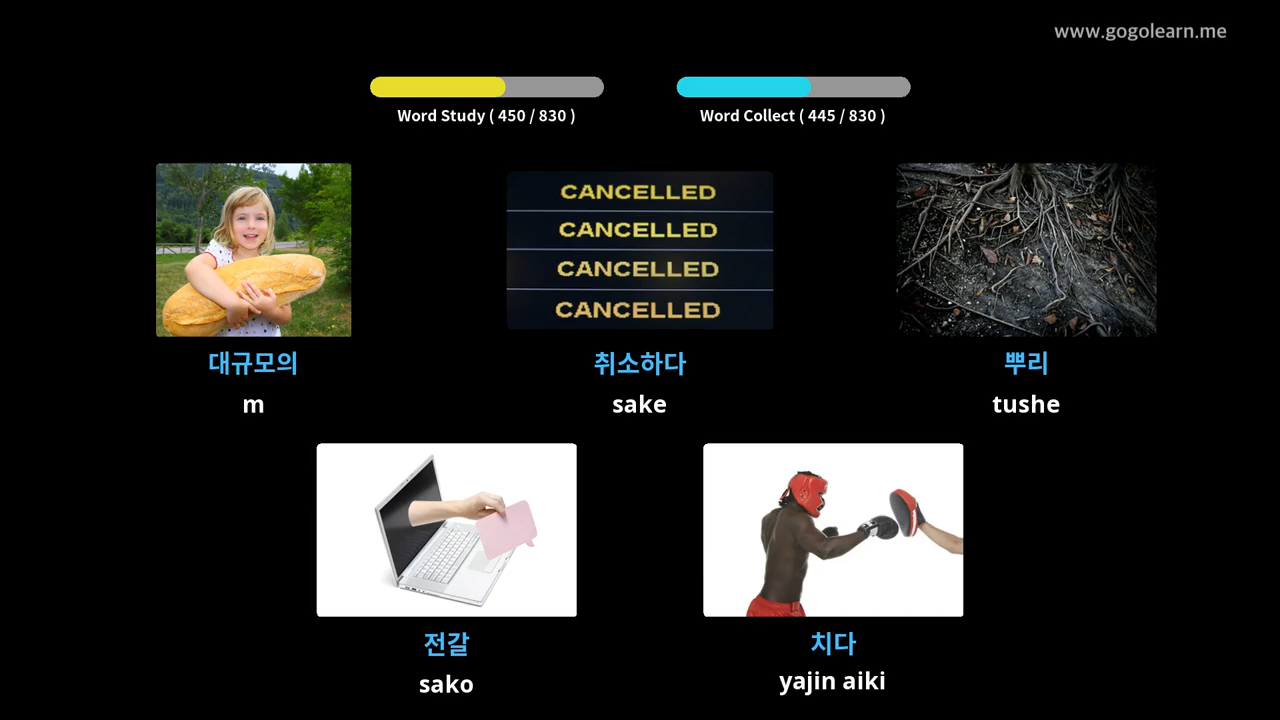 www.gogolearn.me
Word Study ( 450 / 830 )
Word Collect ( 445 / 830 )
CANCELLED
CANCELLED
CANCELLED
CANCELLED
대규모의
취소하다
뿌리
m
sake
tushe
전갈
치다
sako
yajin aiki